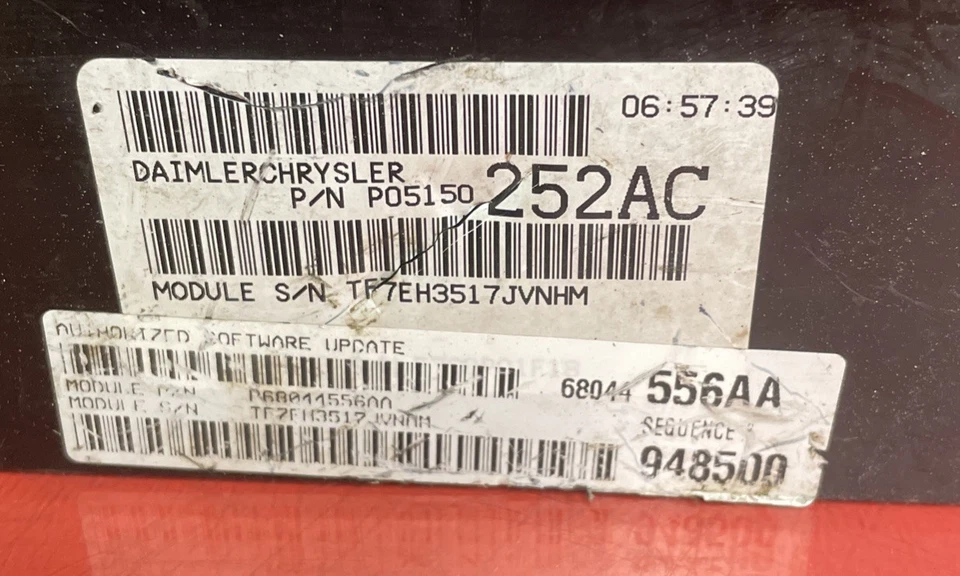 06:57:39
DAIMLERCHRYSLER
P/N P05150 252AC
MODULE S/N TF7EH3517JVNHM
AUTHORIZED SOFTWARE UPDATE
68044 556AA
MODULE P/N P68044556AA
MODULE S/N TF7EH3517JVNHM
SEQUENCE
948500